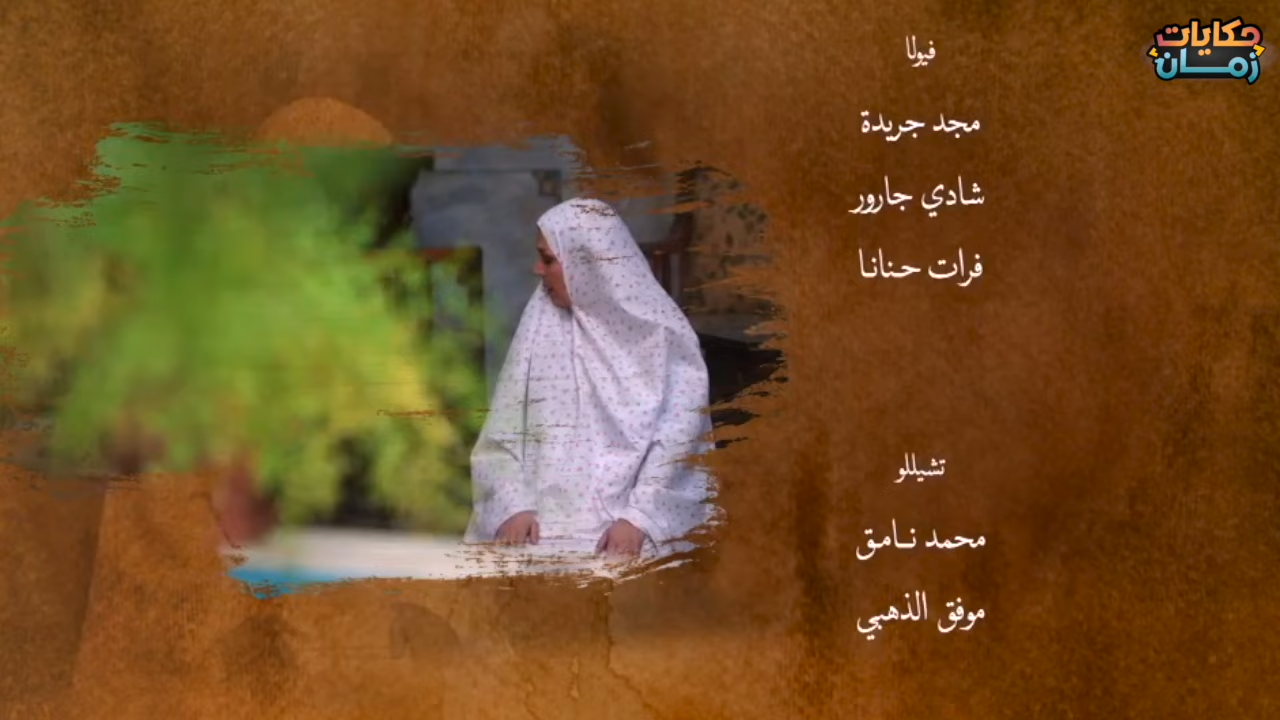 حكايات
زمان
فيولا
مجد جريدة
شادي جارور
فرات حنانا
تشيللو
محمد نامق
موفق الذهبي